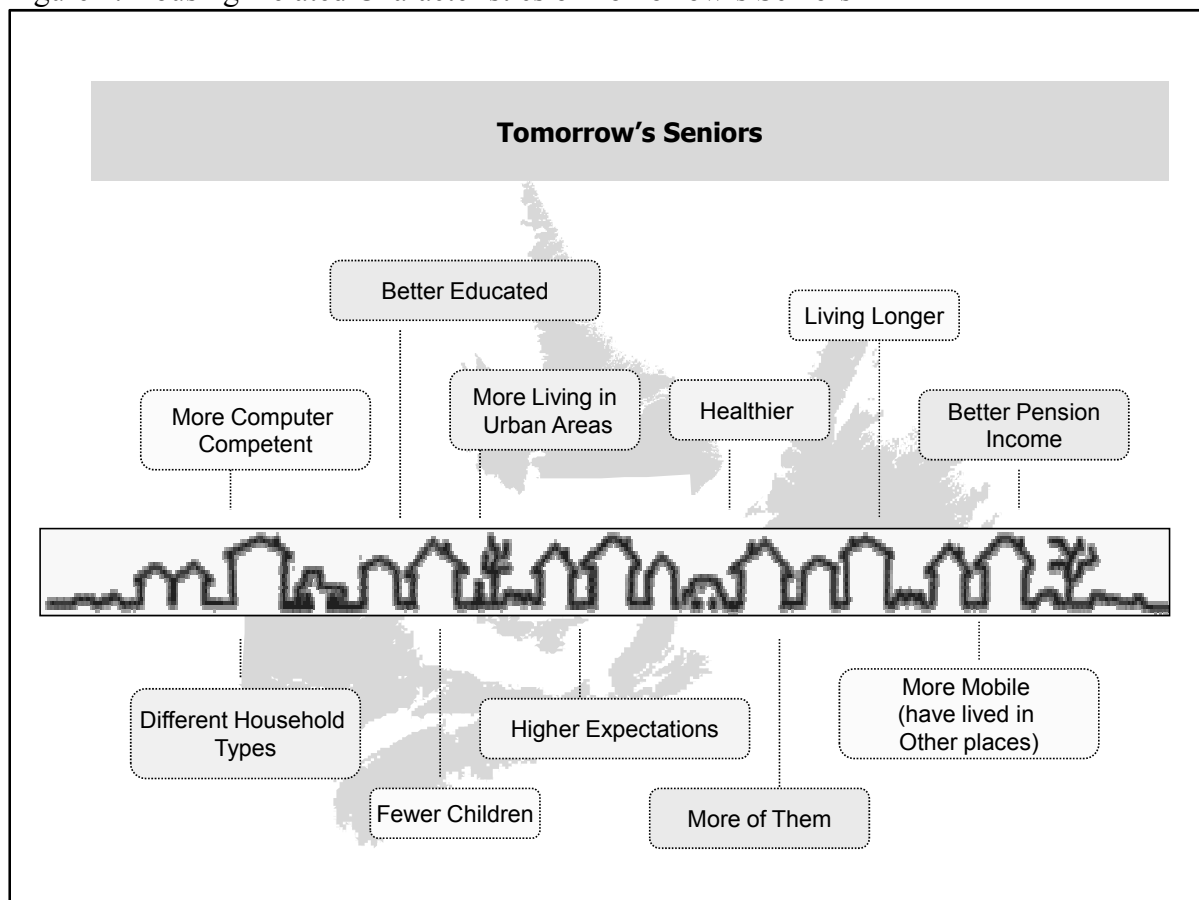 Tomorrow's Seniors
Better Educated
Living Longer
More Computer
Competent
More Living in
Urban Areas
Healthier
Better Pension
Income
Different Household
Types
Higher Expectations
More Mobile
(have lived in
Other places)
Fewer Children
More of Them